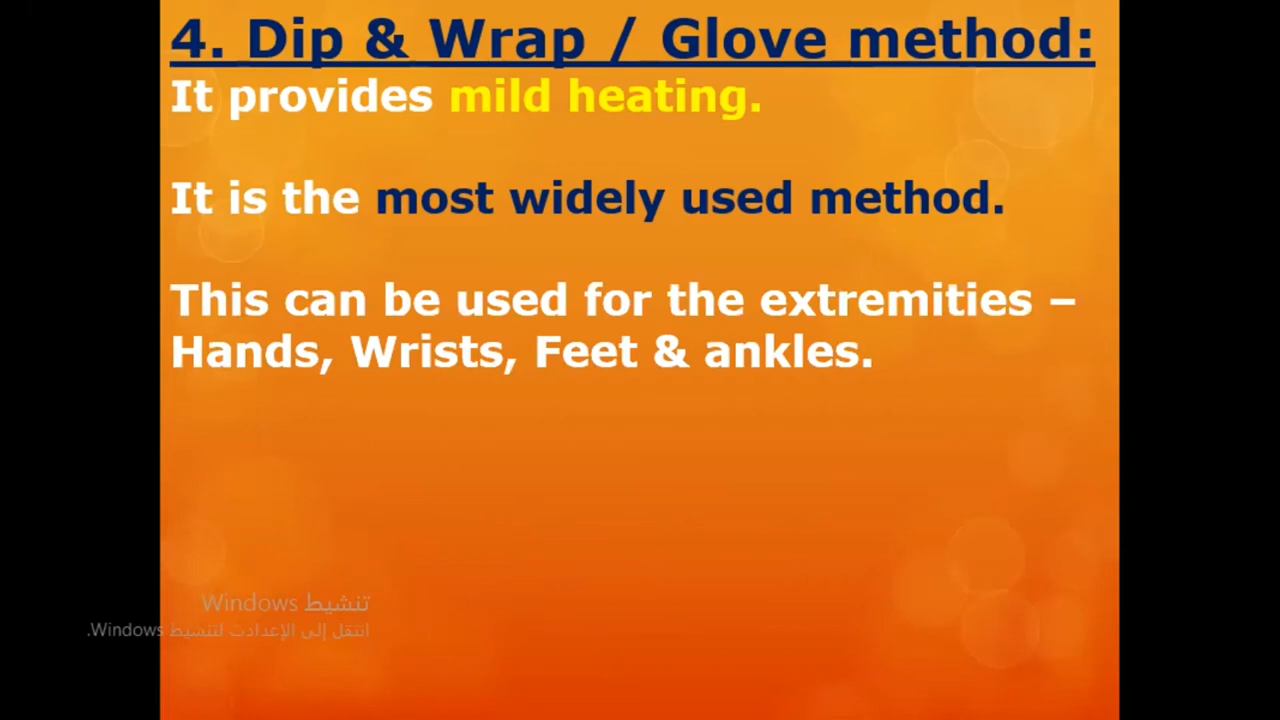 4. Dip & Wrap / Glove method:
It provides mild heating.
It is the most widely used method.
This can be used for the extremities –
Hands, Wrists, Feet & ankles.
تنشيط Windows
انتقل إلى الإعدادت لتنشيط Windows.